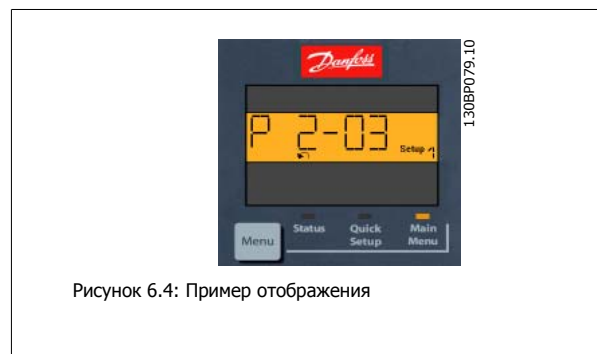 Danfoss
130BP079.10
P 2-03
Setup 1
Menu
Status
Quick Setup
Main Menu
Рисунок 6.4: Пример отображения